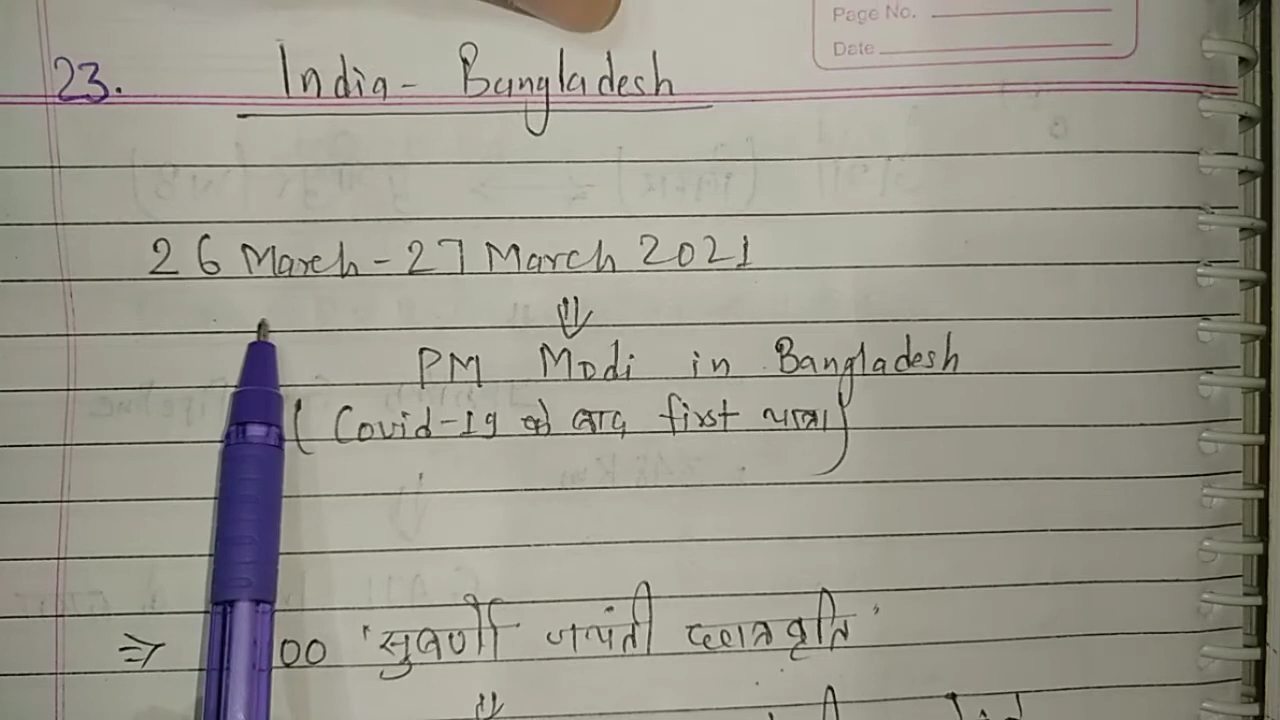 Page No.
Date
23. India - Bangladesh
26 March - 27 March 2021
⇓
PM Modi in Bangladesh
(Covid-19 के बाद first यात्रा)
⇓
⇒ 00 'सुवर्ण जयंती छात्रवृति'
⇓